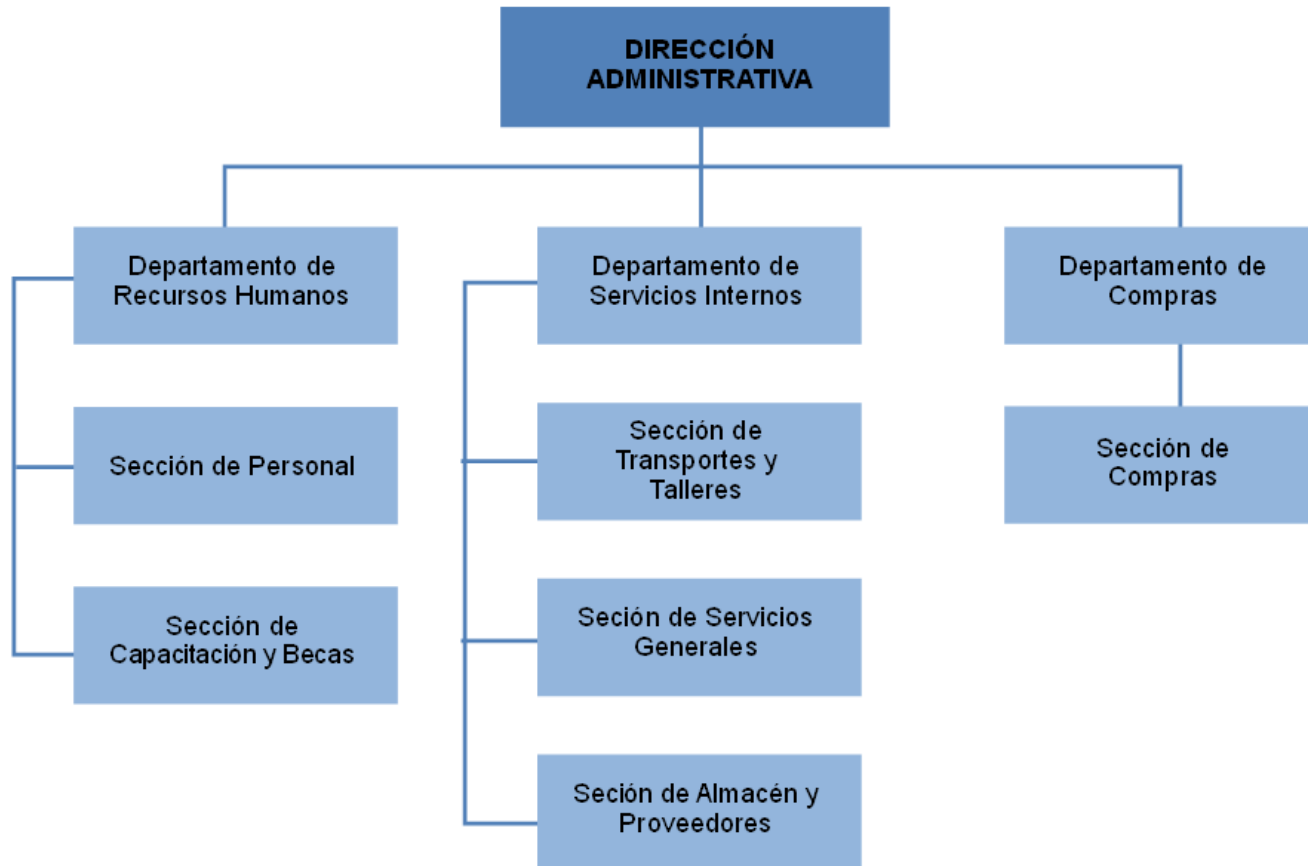 DIRECCIÓN
ADMINISTRATIVA
Departamento de
Recursos Humanos
Departamento de
Servicios Internos
Departamento de
Compras
Sección de Personal
Sección de
Transportes y
Talleres
Sección de
Compras
Sección de
Capacitación y Becas
Seción de Servicios
Generales
Seción de Almacén y
Proveedores